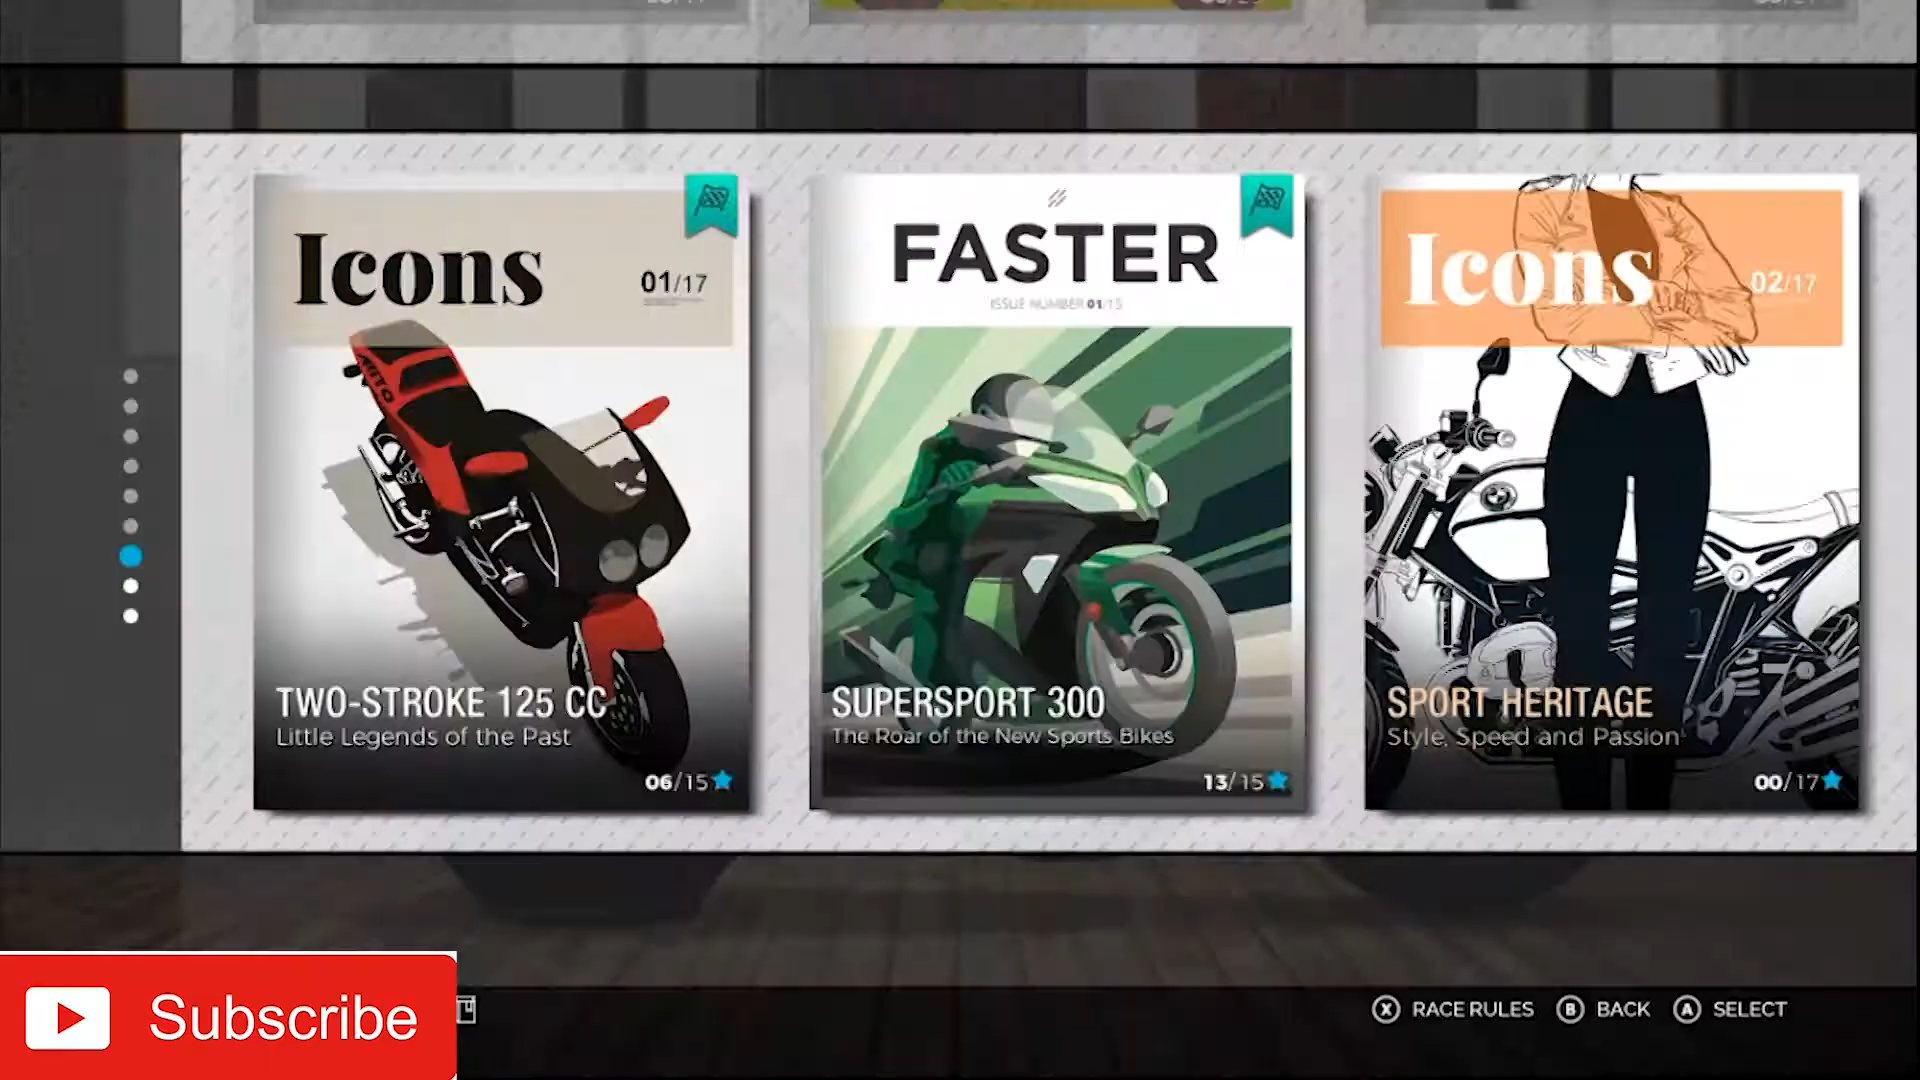 Icons
01/17
MITO
TWO-STROKE 125 CC
Little Legends of the Past
06/15
FASTER
ISSUE NUMBER 01/15
SUPERSPORT 300
The Roar of the New Sports Bikes
13/15
Icons
02/17
SPORT HERITAGE
Style, Speed and Passion
00/17
Subscribe
X RACE RULES B BACK A SELECT